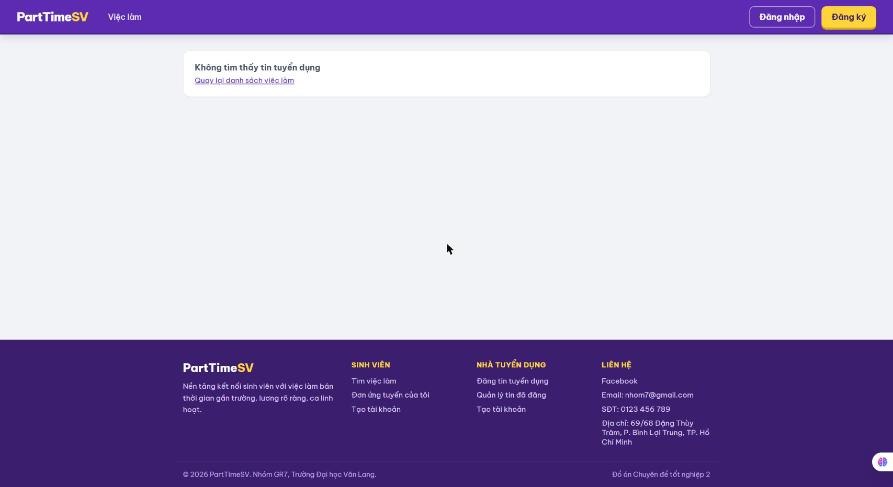 PartTimeSV
Việc làm
Đăng nhập
Đăng ký
Không tìm thấy tin tuyển dụng
Quay lại danh sách việc làm
PartTimeSV
Nền tảng kết nối sinh viên với việc làm bán
thời gian gần trường, lương rõ ràng, ca linh
hoạt.
SINH VIÊN
Tìm việc làm
Đơn ứng tuyển của tôi
Tạo tài khoản
NHÀ TUYỂN DỤNG
Đăng tin tuyển dụng
Quản lý tin đã đăng
Tạo tài khoản
LIÊN HỆ
Facebook
Email: nhom7@gmail.com
SĐT: 0123 456 789
Địa chỉ: 69/68 Đặng Thùy
Trâm, P. Bình Lợi Trung, TP. Hồ
Chí Minh
© 2026 PartTimeSV. Nhóm GR7, Trường Đại học Văn Lang.
Đồ án Chuyên đề tốt nghiệp 2